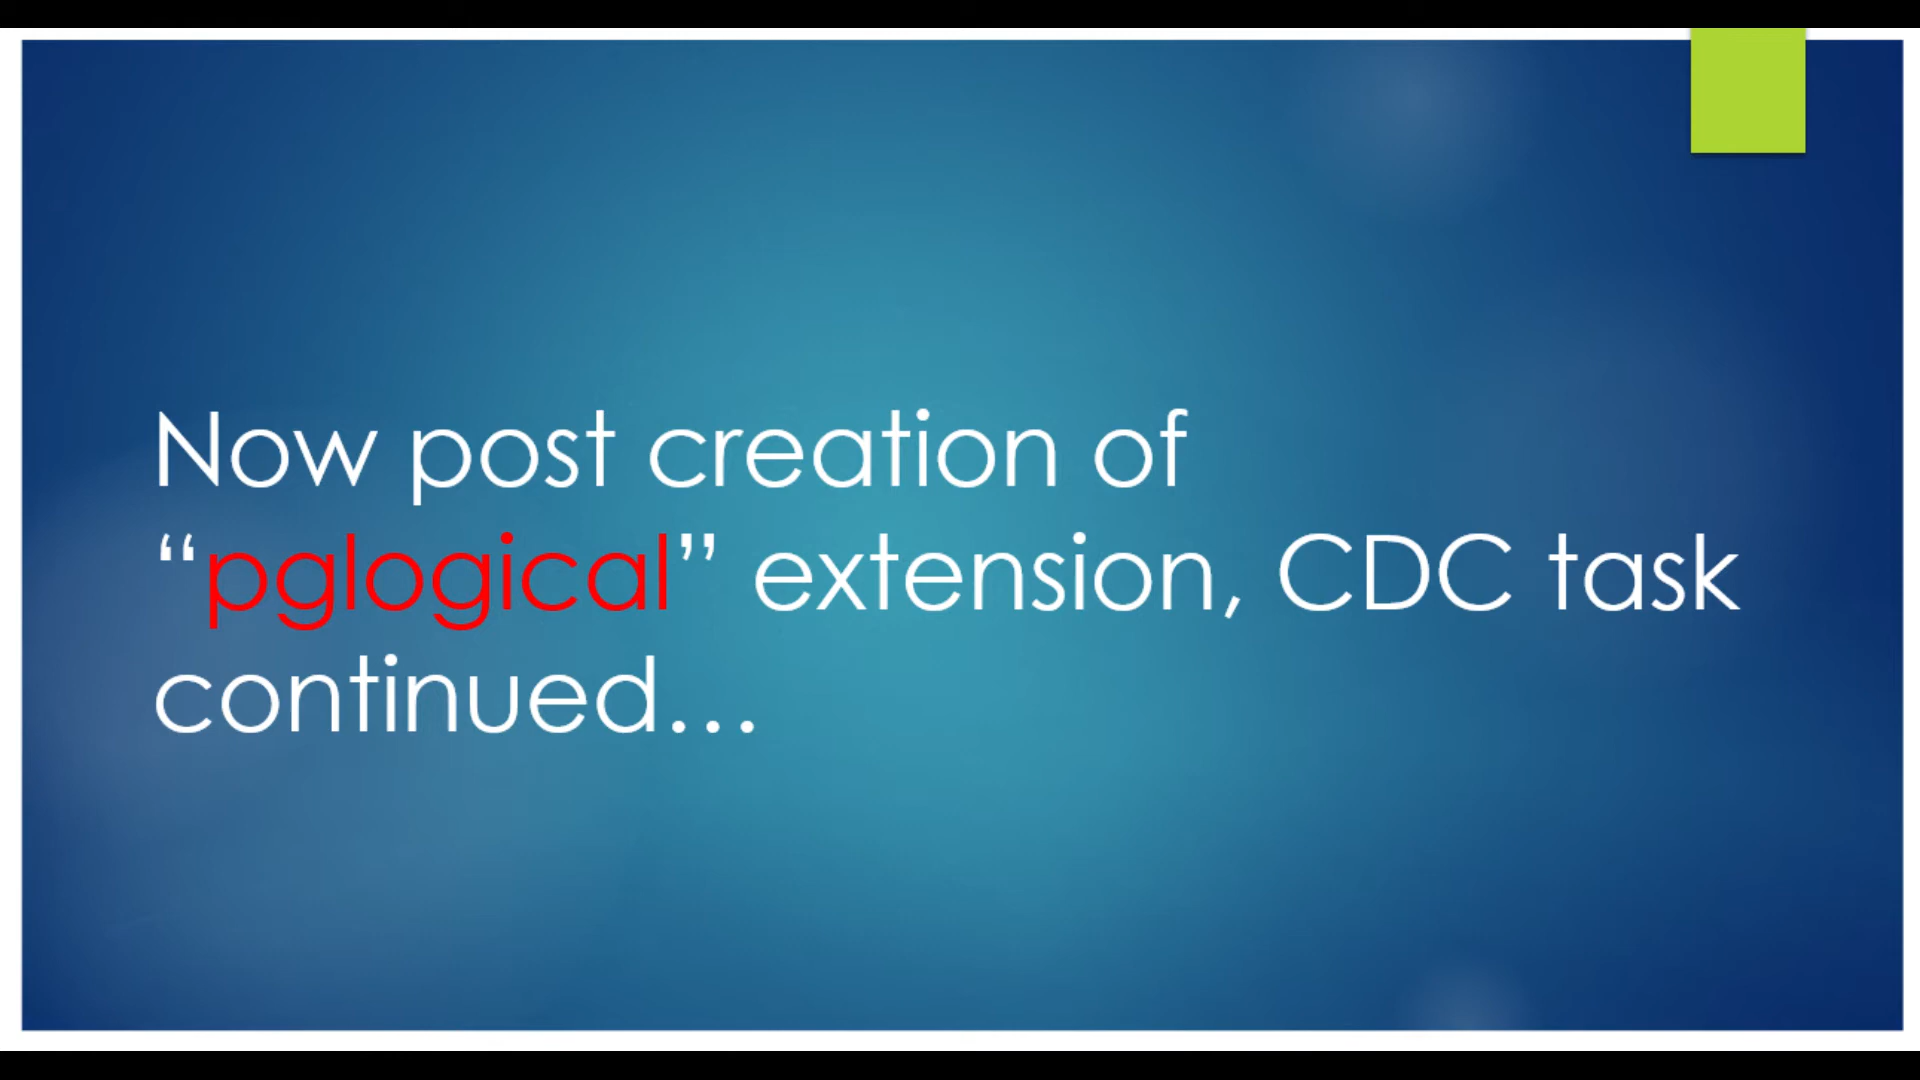 Now post creation of
“pglogical” extension, CDC task
continued…